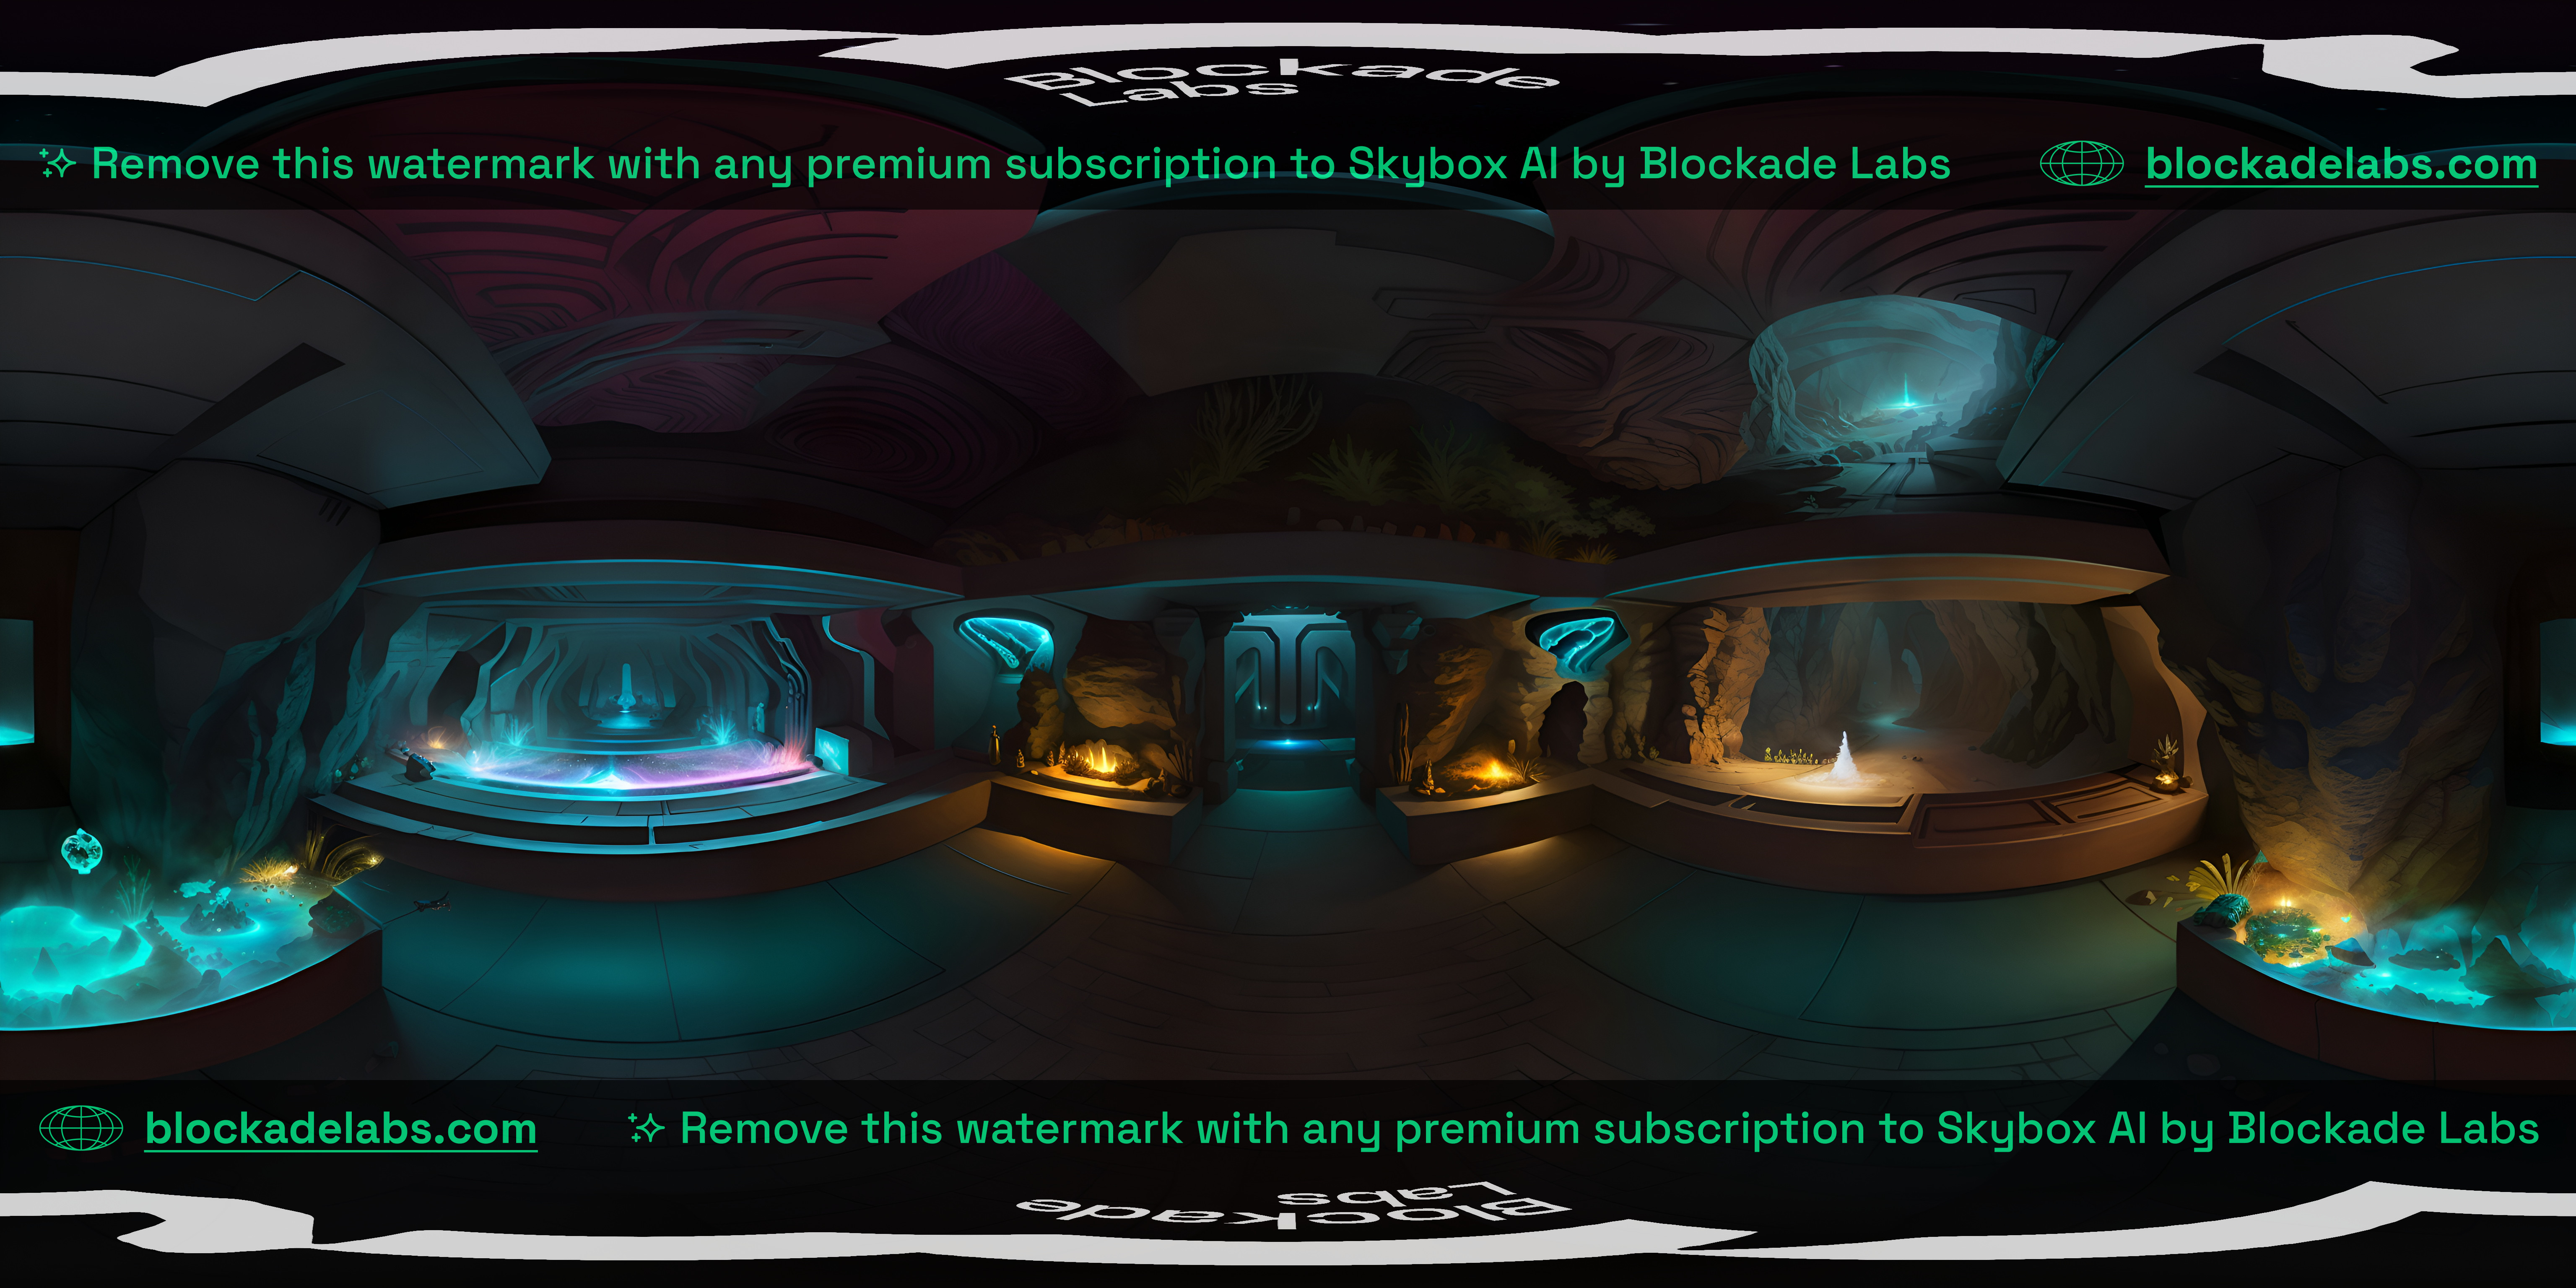 Blockade
Labs
Remove this watermark with any premium subscription to Skybox AI by Blockade Labs
blockadelabs.com
blockadelabs.com
Remove this watermark with any premium subscription to Skybox AI by Blockade Labs
Labs
Blockade